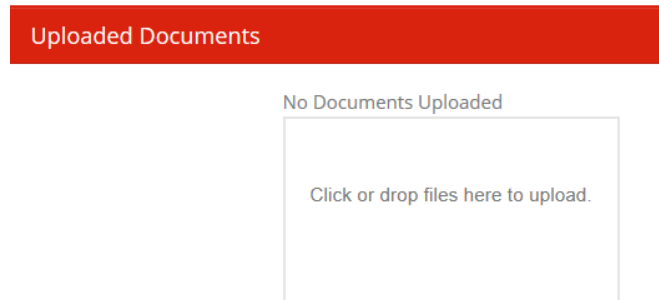 Uploaded Documents
No Documents Uploaded
Click or drop files here to upload.